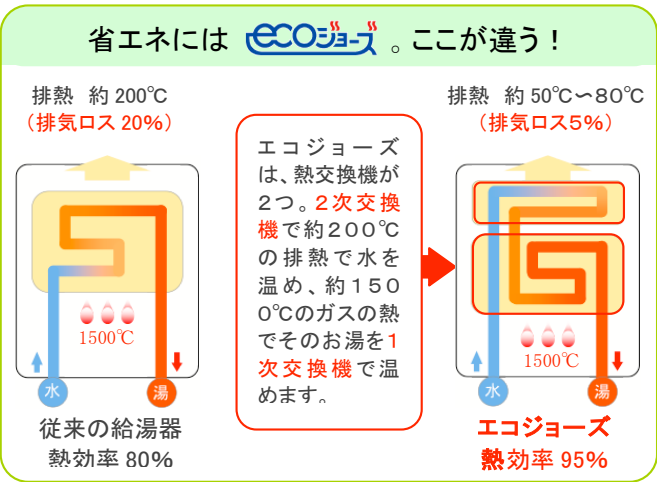 省エネには ecoジョーズ 。ここが違う！
排熱 約200℃
（排気ロス20%）
水
湯
1500℃
従来の給湯器
熱効率 80%
エコジョーズ
は、熱交換機が
２つ。２次交換
機で約２００℃
の排熱で水を
温め、約１５０
０℃のガスの熱
でそのお湯を１
次交換機で温
めます。
排熱 約50℃〜８０℃
（排気ロス５%）
1500℃
水
湯
エコジョーズ
熱効率 95%